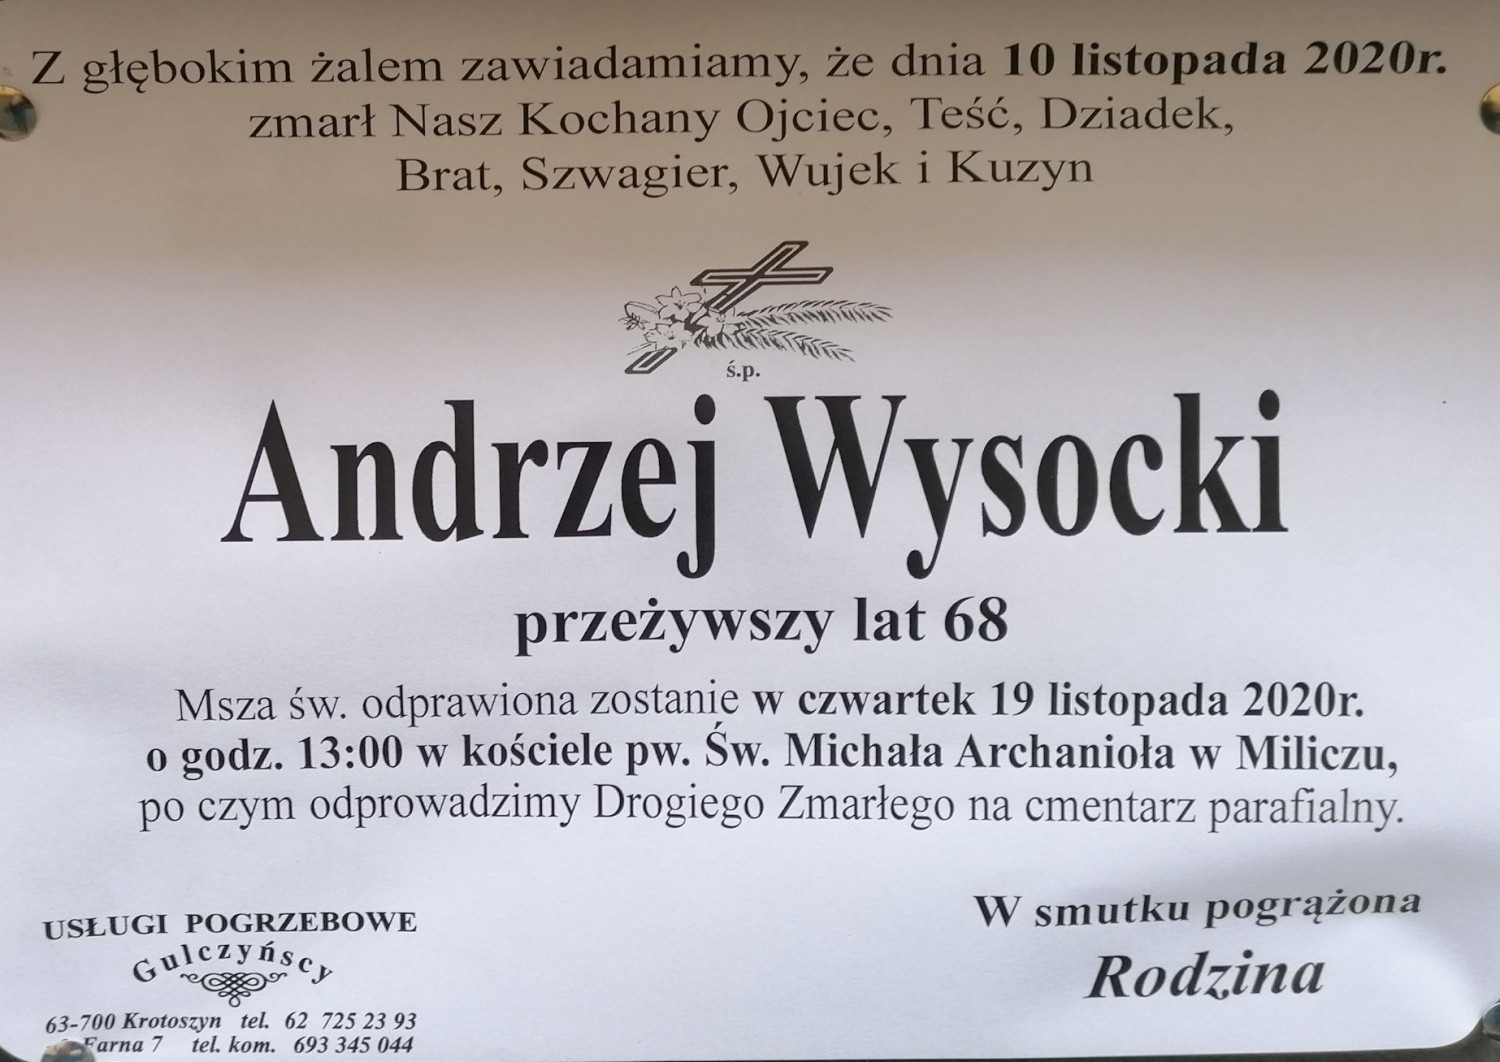 Z głębokim żalem zawiadamiamy, że dnia 10 listopada 2020r.
zmarł Nasz Kochany Ojciec, Teść, Dziadek,
Brat, Szwagier, Wujek i Kuzyn
ś.p.
Andrzej Wysocki
przeżywszy lat 68
Msza św. odprawiona zostanie w czwartek 19 listopada 2020r.
o godz. 13:00 w kościele pw. Św. Michała Archanioła w Miliczu,
po czym odprowadzimy Drogiego Zmarłego na cmentarz parafialny.
W smutku pogrążona
Rodzina
USŁUGI POGRZEBOWE
Gulczyńscy
63-700 Krotoszyn tel. 62 725 23 93
Farna 7 tel. kom. 693 345 044